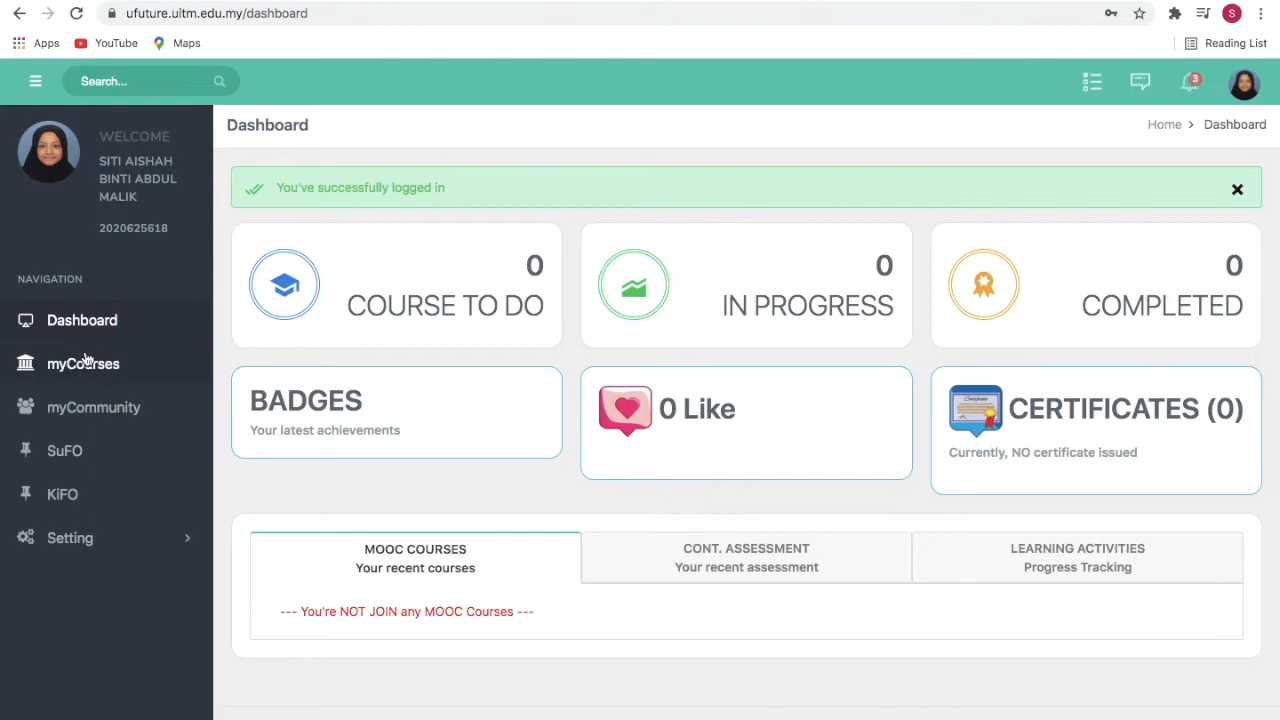 ufuture.uitm.edu.my/dashboard
S
Apps YouTube Maps
Reading List
Search...
3
WELCOME
SITI AISHAH
BINTI ABDUL
MALIK
2020625618
NAVIGATION
Dashboard
myCourses
myCommunity
SuFO
KiFO
Setting
Dashboard
Home > Dashboard
You've successfully logged in
0
COURSE TO DO
0
IN PROGRESS
0
COMPLETED
BADGES
Your latest achievements
0 Like
CERTIFICATES (0)
Currently, NO certificate issued
MOOC COURSES
Your recent courses
CONT. ASSESSMENT
Your recent assessment
LEARNING ACTIVITIES
Progress Tracking
--- You're NOT JOIN any MOOC Courses ---